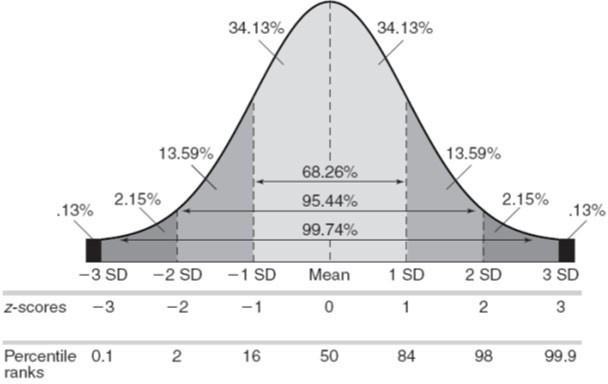 34.13% 34.13%
13.59% 13.59%
68.26%
2.15% 95.44% 2.15%
.13% .13%
99.74%
−3 SD −2 SD −1 SD Mean 1 SD 2 SD 3 SD
z-scores −3 −2 −1 0 1 2 3
Percentile 0.1 2 16 50 84 98 99.9
ranks